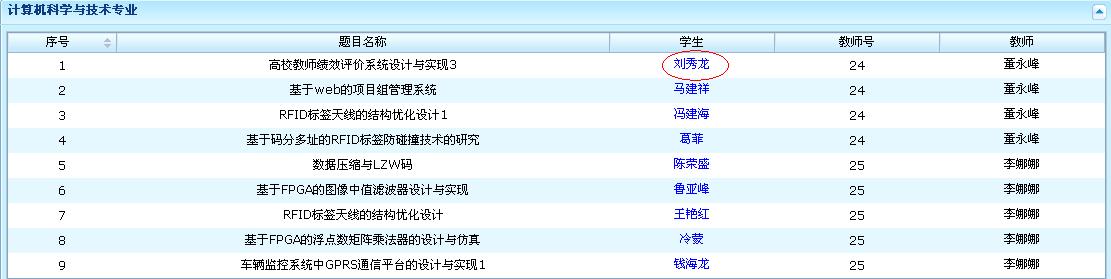 计算机科学与技术专业
序号 题目名称 学生 教师号 教师
1 高校教师绩效评价系统设计与实现3 刘秀龙 24 董永峰
2 基于web的项目组管理系统 马建祥 24 董永峰
3 RFID标签天线的结构优化设计1 冯建海 24 董永峰
4 基于码分多址的RFID标签防碰撞技术的研究 葛菲 24 董永峰
5 数据压缩与LZW码 陈荣盛 25 李娜娜
6 基于FPGA的图像中值滤波器设计与实现 鲁亚峰 25 李娜娜
7 RFID标签天线的结构优化设计 王艳红 25 李娜娜
8 基于FPGA的浮点数矩阵乘法器的设计与仿真 冷蒙 25 李娜娜
9 车辆监控系统中GPRS通信平台的设计与实现1 钱海龙 25 李娜娜